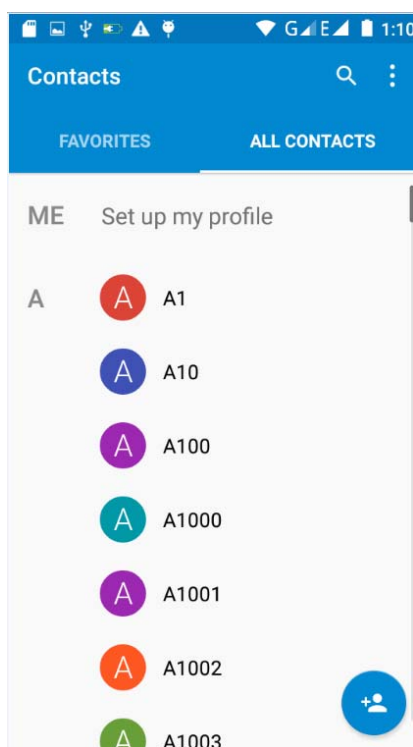 G E 1:10
Contacts
FAVORITES ALL CONTACTS
ME Set up my profile
A A A1
A A10
A A100
A A1000
A A1001
A A1002
A A1003